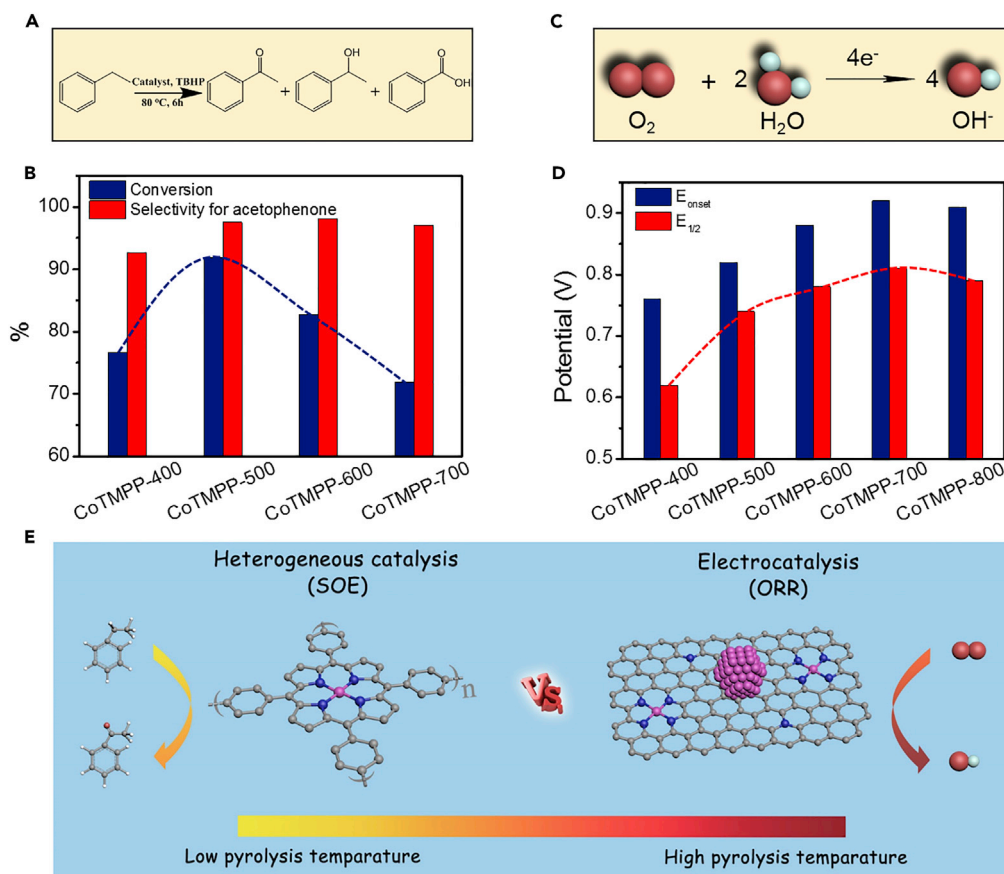 A
O
OH
O
OH
Catalyst, TBHP
80 °C, 6h
+
+
C
4e-
+ 2
4
O2
H2O
OH-
B
Conversion
Selectivity for acetophenone
%
100
90
80
70
60
CoTMPP-400
CoTMPP-500
CoTMPP-600
CoTMPP-700
D
Eonset
E1/2
Potential (V)
0.9
0.8
0.7
0.6
0.5
CoTMPP-400
CoTMPP-500
CoTMPP-600
CoTMPP-700
CoTMPP-800
E
Heterogeneous catalysis
(SOE)
n
Vs.
Electrocatalysis
(ORR)
Low pyrolysis temparature
High pyrolysis temparature